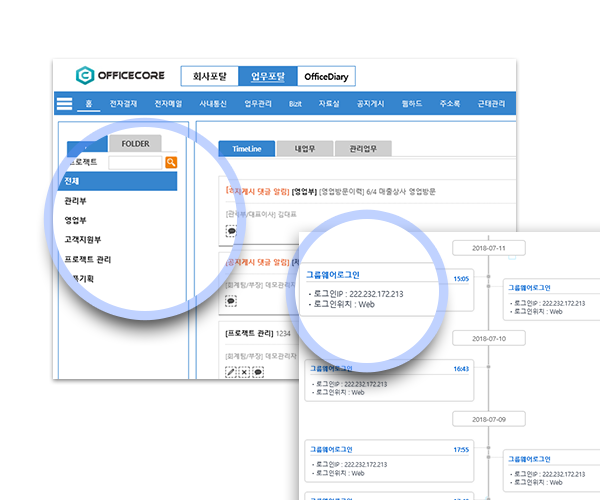 OFFICECORE
회사포탈 업무포탈 OfficeDiary
홈 전자결재 전자메일 사내통신 업무관리 Bizit 자료실 공지게시 웹하드 주소록 근태관리
FOLDER
프로젝트
전체
관리부
영업부
고객지원부
프로젝트 관리
TimeLine 내업무 관리업무
[공지게시 댓글 알림] [영업부] [영업방문이력] 6/4 매출상사 영업방문
[관리부/대표이사] 김대표
[공지게시 댓글 알림]
[회계팀/부장] 데모관리자
[프로젝트 관리] 1234
[회계팀/부장] 데모관리자
2018-07-11
그룹웨어로그인 15:05
· 로그인IP : 222.232.172.213
· 로그인위치 : Web
그룹웨어로그인
· 로그인IP : 222.232.172.213
· 로그인위치 : Web
2018-07-10
그룹웨어로그인 16:43
· 로그인IP : 222.232.172.213
· 로그인위치 : Web
2018-07-09
그룹웨어로그인 17:55
· 로그인IP : 222.232.172.213
· 로그인위치 : Web
그룹웨어로그인
· 로그인IP : 222.232.172.213
· 로그인위치 : Web